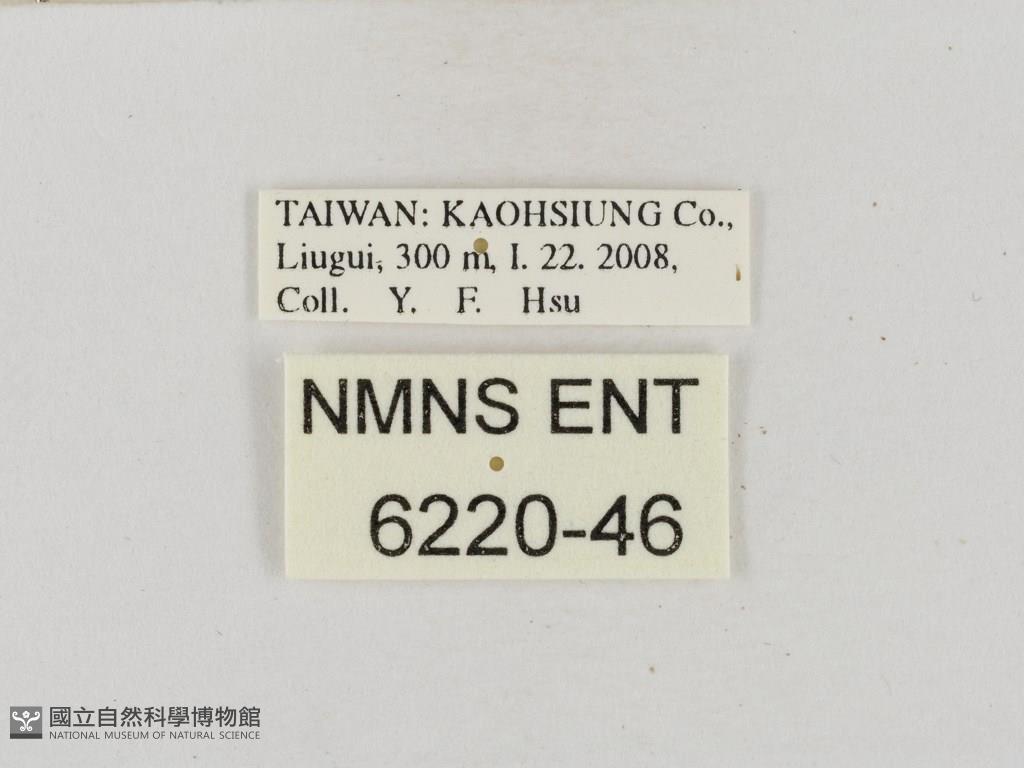 TAIWAN: KAOHSIUNG Co.,
Liugui, 300 m, I. 22. 2008,
Coll. Y. F. Hsu
NMNS ENT
6220-46
國立自然科學博物館
NATIONAL MUSEUM OF NATURAL SCIENCE